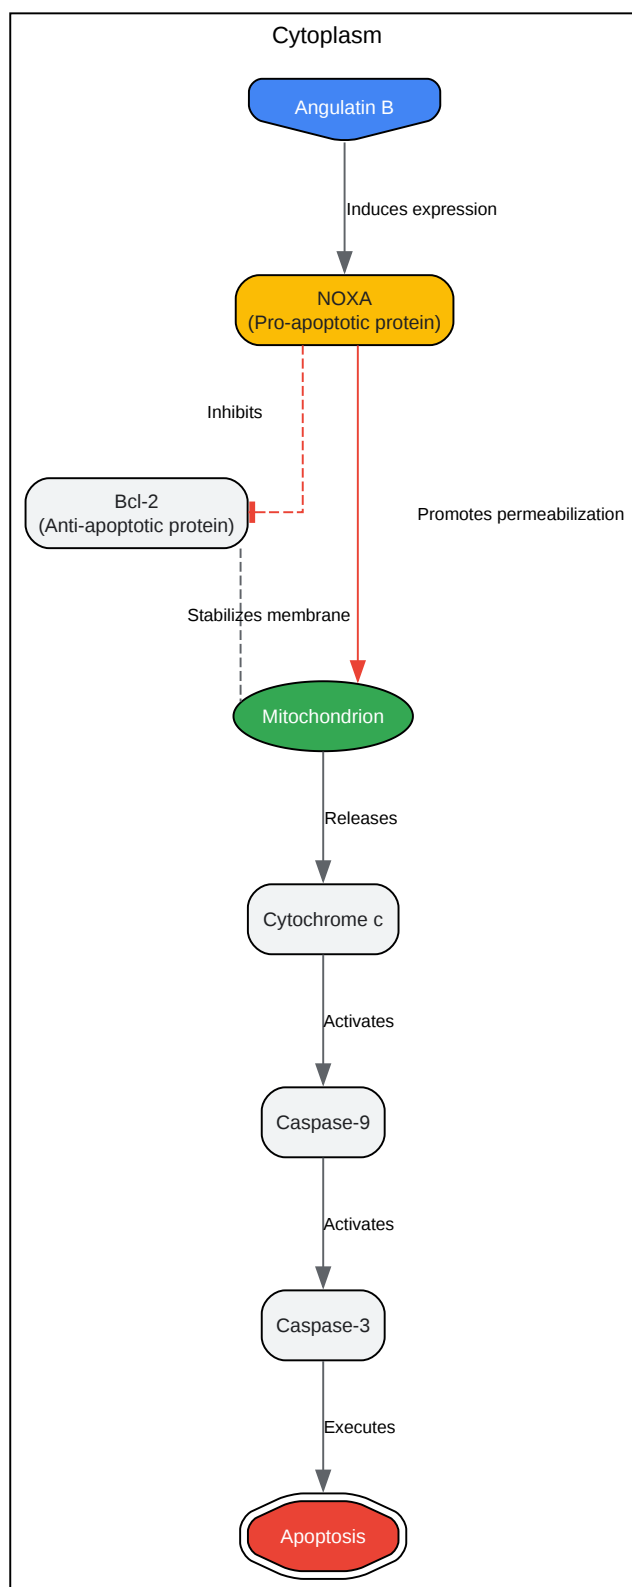 Cytoplasm
Angulatin B
Induces expression
NOXA
(Pro-apoptotic protein)
Inhibits
Bcl-2
(Anti-apoptotic protein)
Promotes permeabilization
Stabilizes membrane
Mitochondrion
Releases
Cytochrome c
Activates
Caspase-9
Activates
Caspase-3
Executes
Apoptosis